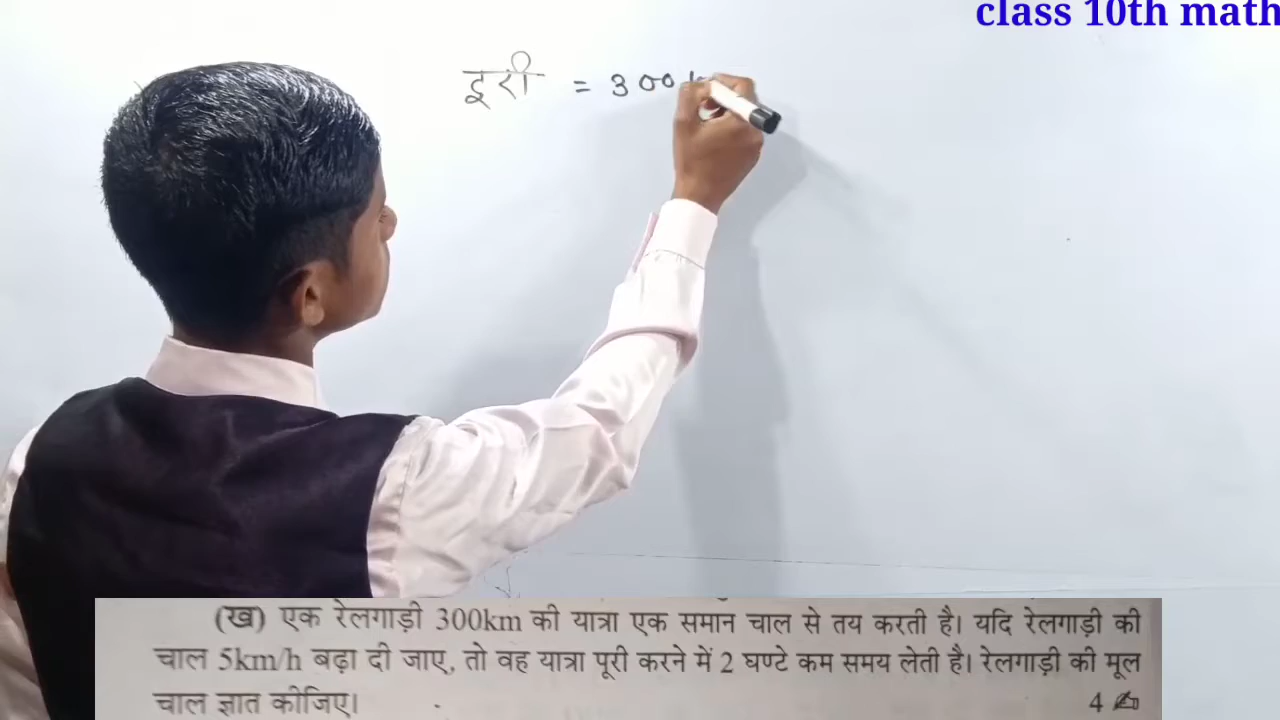 class 10th math
दूरी = 300k
(ख) एक रेलगाड़ी 300km की यात्रा एक समान चाल से तय करती है। यदि रेलगाड़ी की
चाल 5km/h बढ़ा दी जाए, तो वह यात्रा पूरी करने में 2 घण्टे कम समय लेती है। रेलगाड़ी की मूल
चाल ज्ञात कीजिए। 4